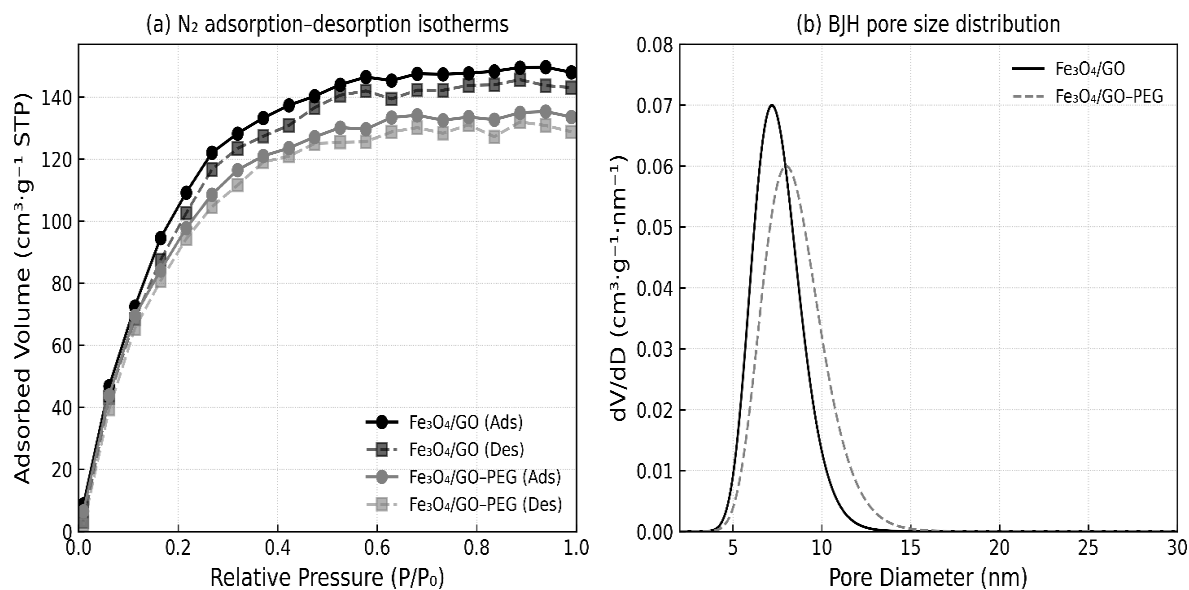 (a) N₂ adsorption–desorption isotherms
Adsorbed Volume (cm³·g⁻¹ STP)
140
120
100
80
60
40
20
0
0.0 0.2 0.4 0.6 0.8 1.0
Relative Pressure (P/P₀)
Fe₃O₄/GO (Ads)
Fe₃O₄/GO (Des)
Fe₃O₄/GO–PEG (Ads)
Fe₃O₄/GO–PEG (Des)
(b) BJH pore size distribution
dV/dD (cm³·g⁻¹·nm⁻¹)
0.08
0.07
0.06
0.05
0.04
0.03
0.02
0.01
0.00
5 10 15 20 25 30
Pore Diameter (nm)
Fe₃O₄/GO
Fe₃O₄/GO–PEG